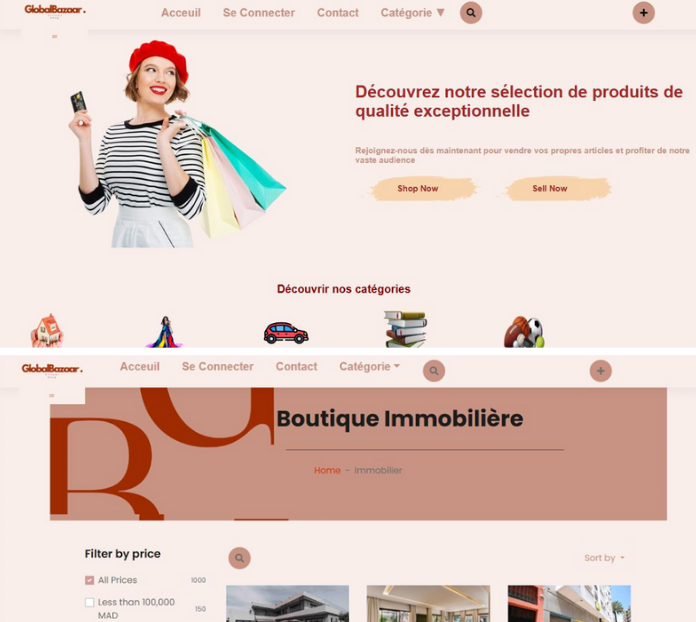 GlobalBazaar.
Acceuil
Se Connecter
Contact
Catégorie ▼
Découvrez notre sélection de produits de
qualité exceptionnelle
Rejoignez-nous dès maintenant pour vendre vos propres articles et profiter de notre
vaste audience
Shop Now
Sell Now
Découvrir nos catégories
GlobalBazaar.
Acceuil
Se Connecter
Contact
Catégorie
Boutique Immobilière
Home - Immobilier
Filter by price
Sort by
All Prices 1000
Less than 100,000
MAD 150